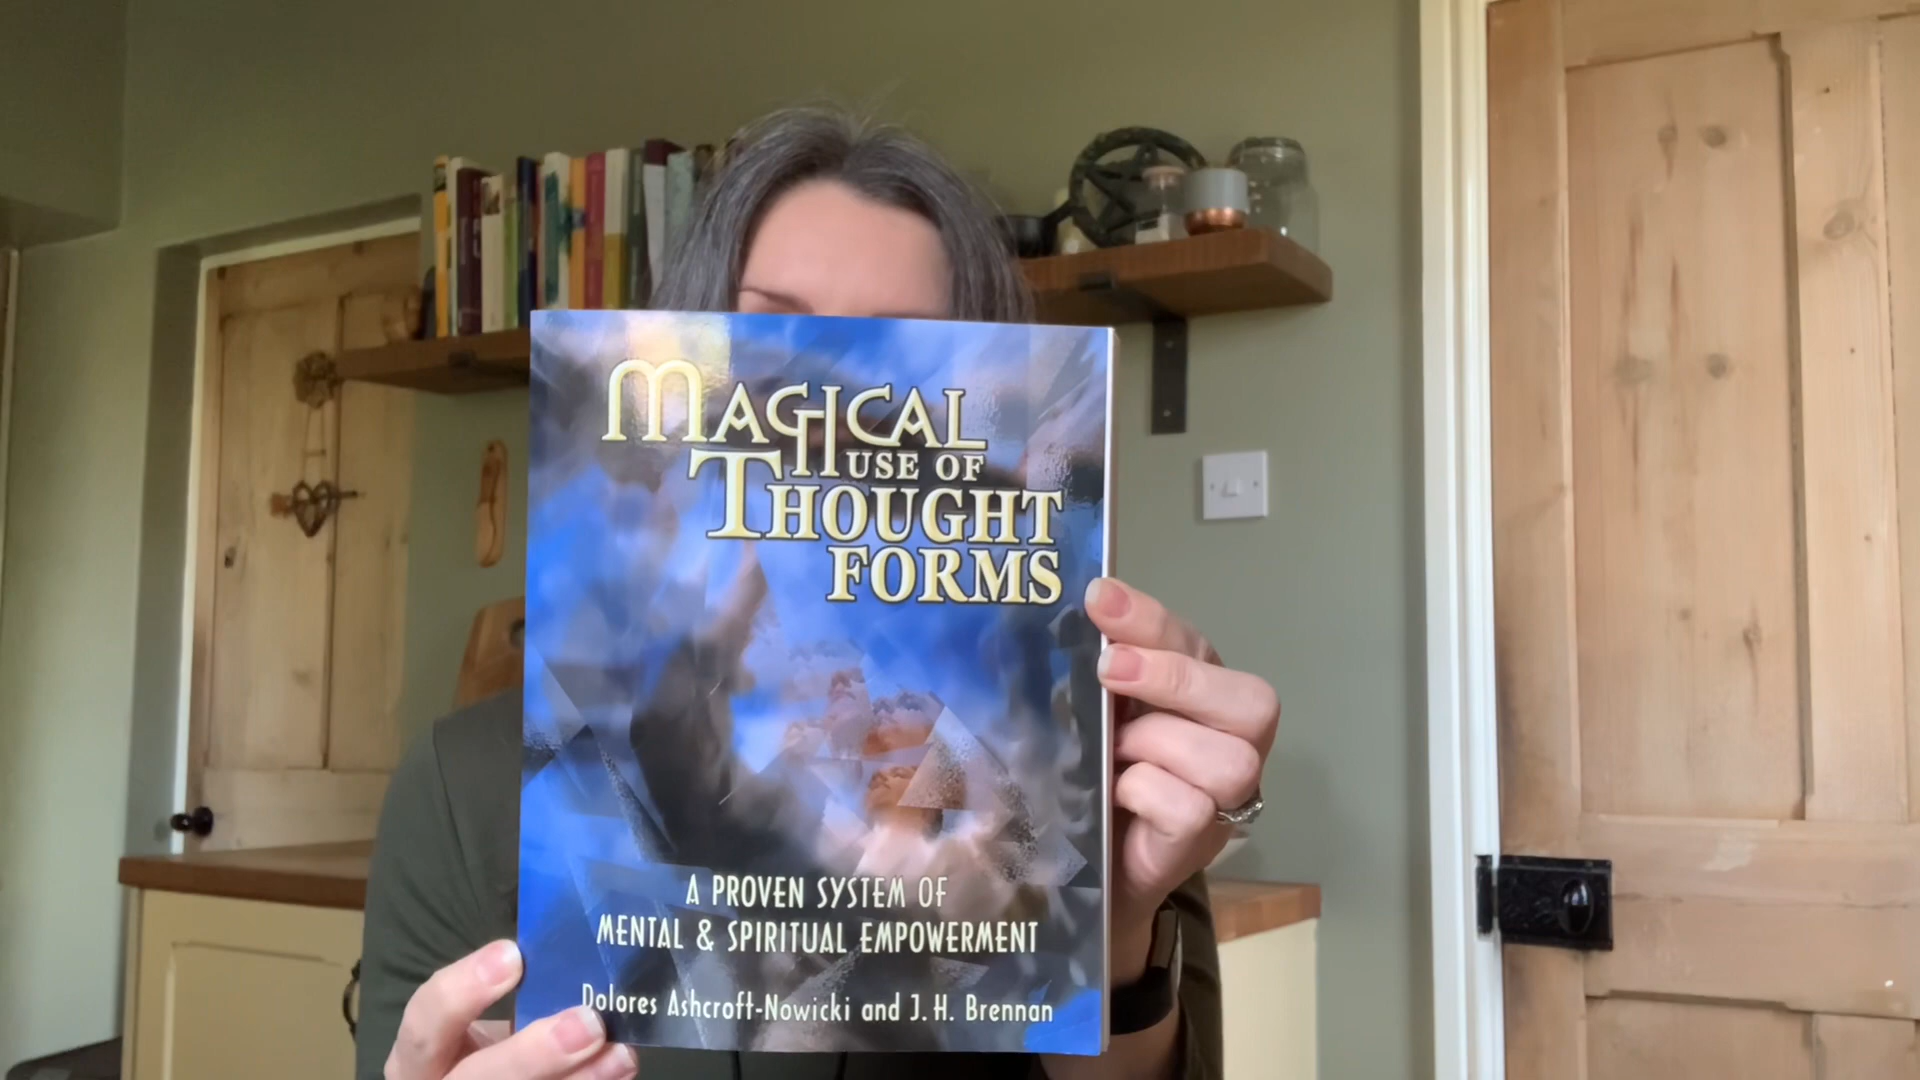 MAGICAL
USE OF
THOUGHT
FORMS
A PROVEN SYSTEM OF
MENTAL & SPIRITUAL EMPOWERMENT
Dolores Ashcroft-Nowicki and J. H. Brennan